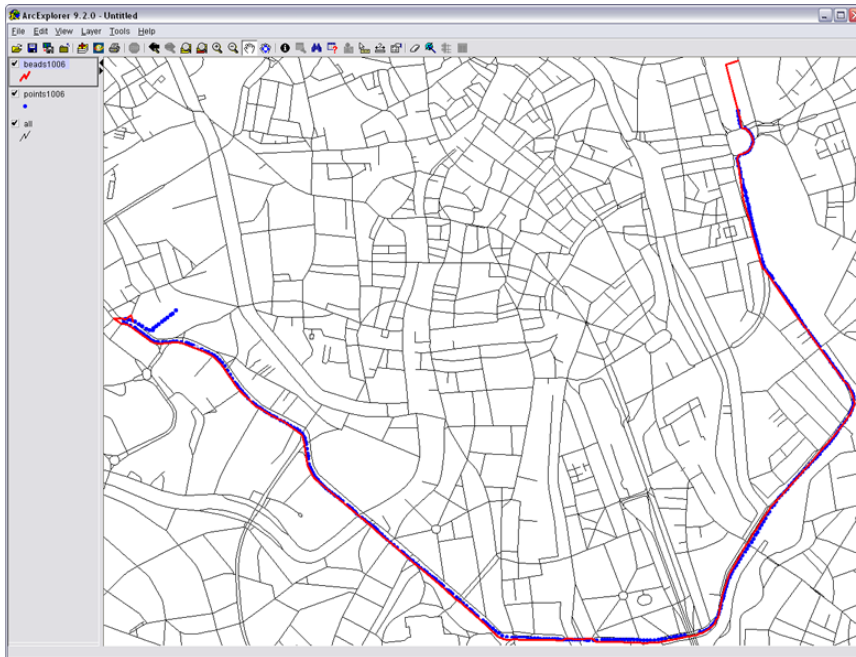 ArcExplorer 9.2.0 - Untitled
File Edit View Layer Tools Help
beads1006
points1006
all